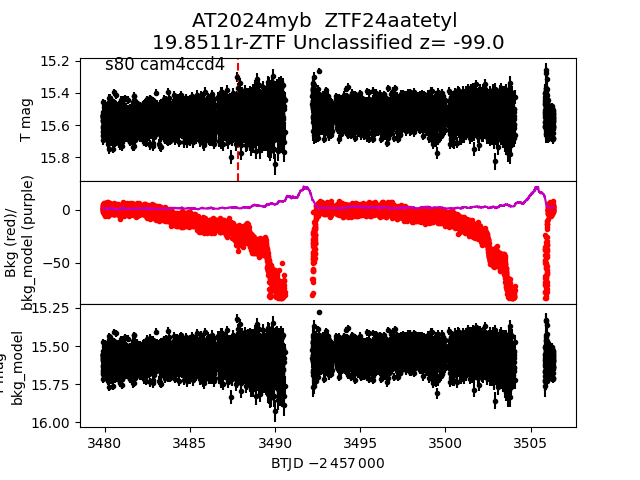 AT2024myb  ZTF24aatetyl
19.8511r-ZTF Unclassified z= -99.0
s80 cam4ccd4
15.2
15.4
15.6
15.8
T mag
0
−50
Bkg (red)/
bkg_model (purple)
15.25
15.50
15.75
16.00
mag
bkg_model
3480 3485 3490 3495 3500 3505
BTJD −2 457 000